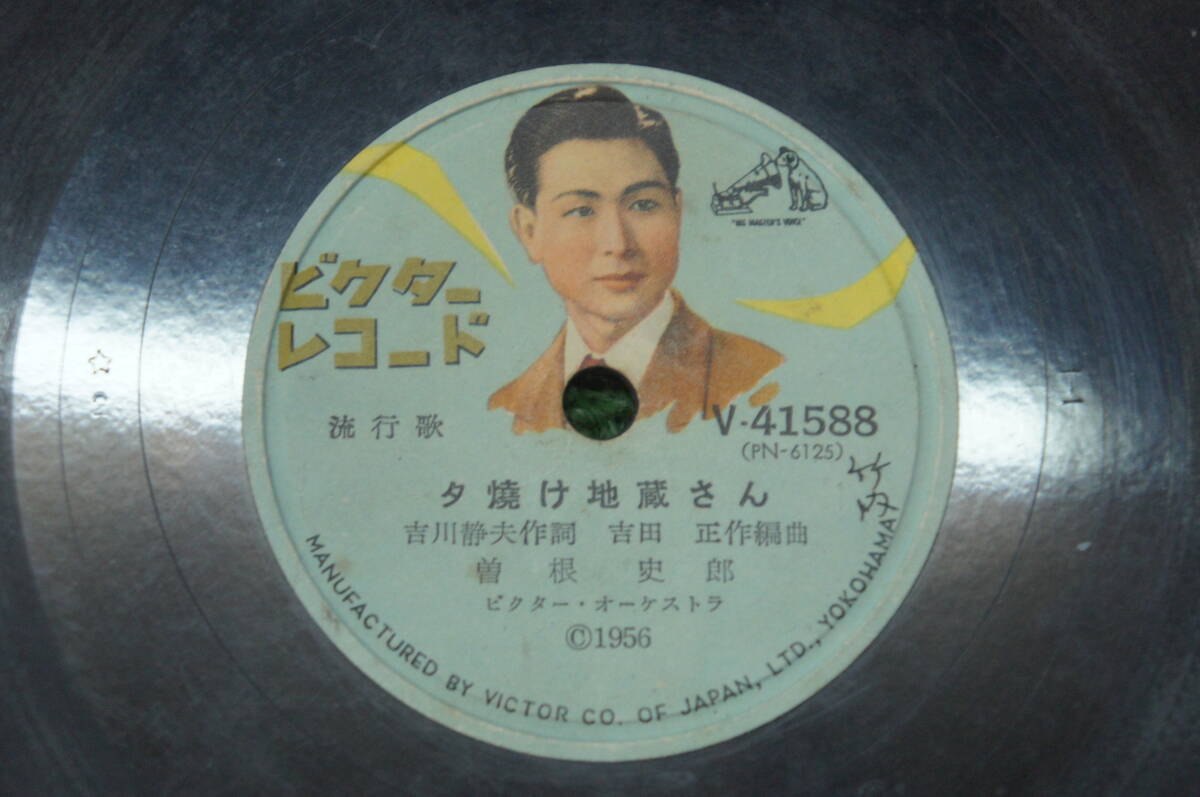 "HIS MASTER'S VOICE"
ビクター
レコード
流行歌
V-41588
(PN-6125)
竹内
夕燒け地蔵さん
吉川静夫作詞 吉田 正作編曲
曽根史郎
ビクター・オーケストラ
©1956
MANUFACTURED BY VICTOR CO. OF JAPAN, LTD., YOKOHAMA